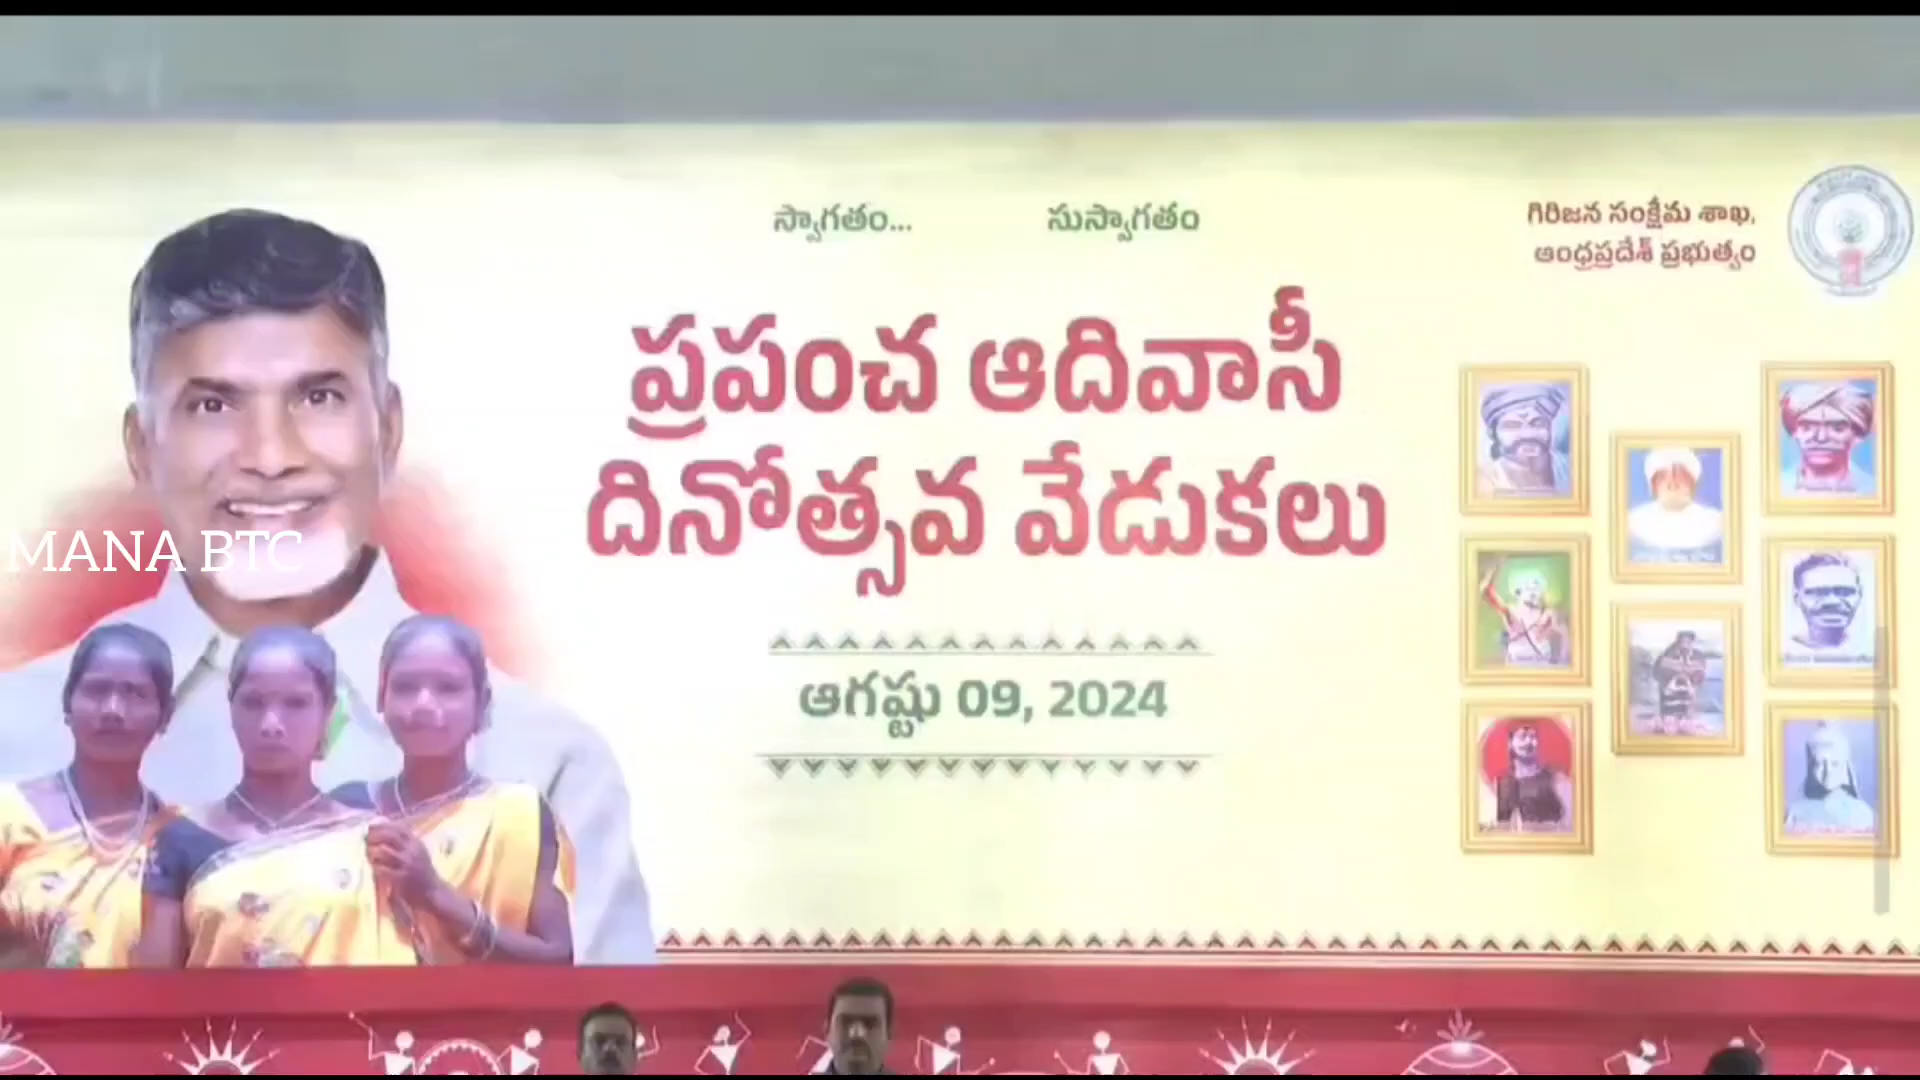 స్వాగతం... సుస్వాగతం
గిరిజన సంక్షేమ శాఖ,
ఆంధ్రప్రదేశ్ ప్రభుత్వం
ప్రపంచ ఆదివాసీ
దినోత్సవ వేడుకలు
MANA BTC
ఆగష్టు 09, 2024